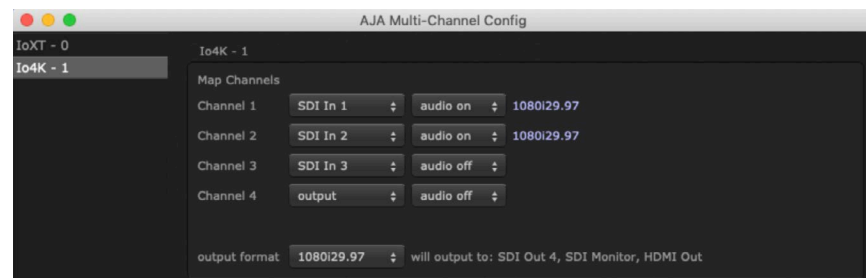 AJA Multi-Channel Config
IoXT - 0
Io4K - 1
Io4K - 1
Map Channels
Channel 1 SDI In 1 audio on 1080i29.97
Channel 2 SDI In 2 audio on 1080i29.97
Channel 3 SDI In 3 audio off
Channel 4 output audio off
output format 1080i29.97 will output to: SDI Out 4, SDI Monitor, HDMI Out